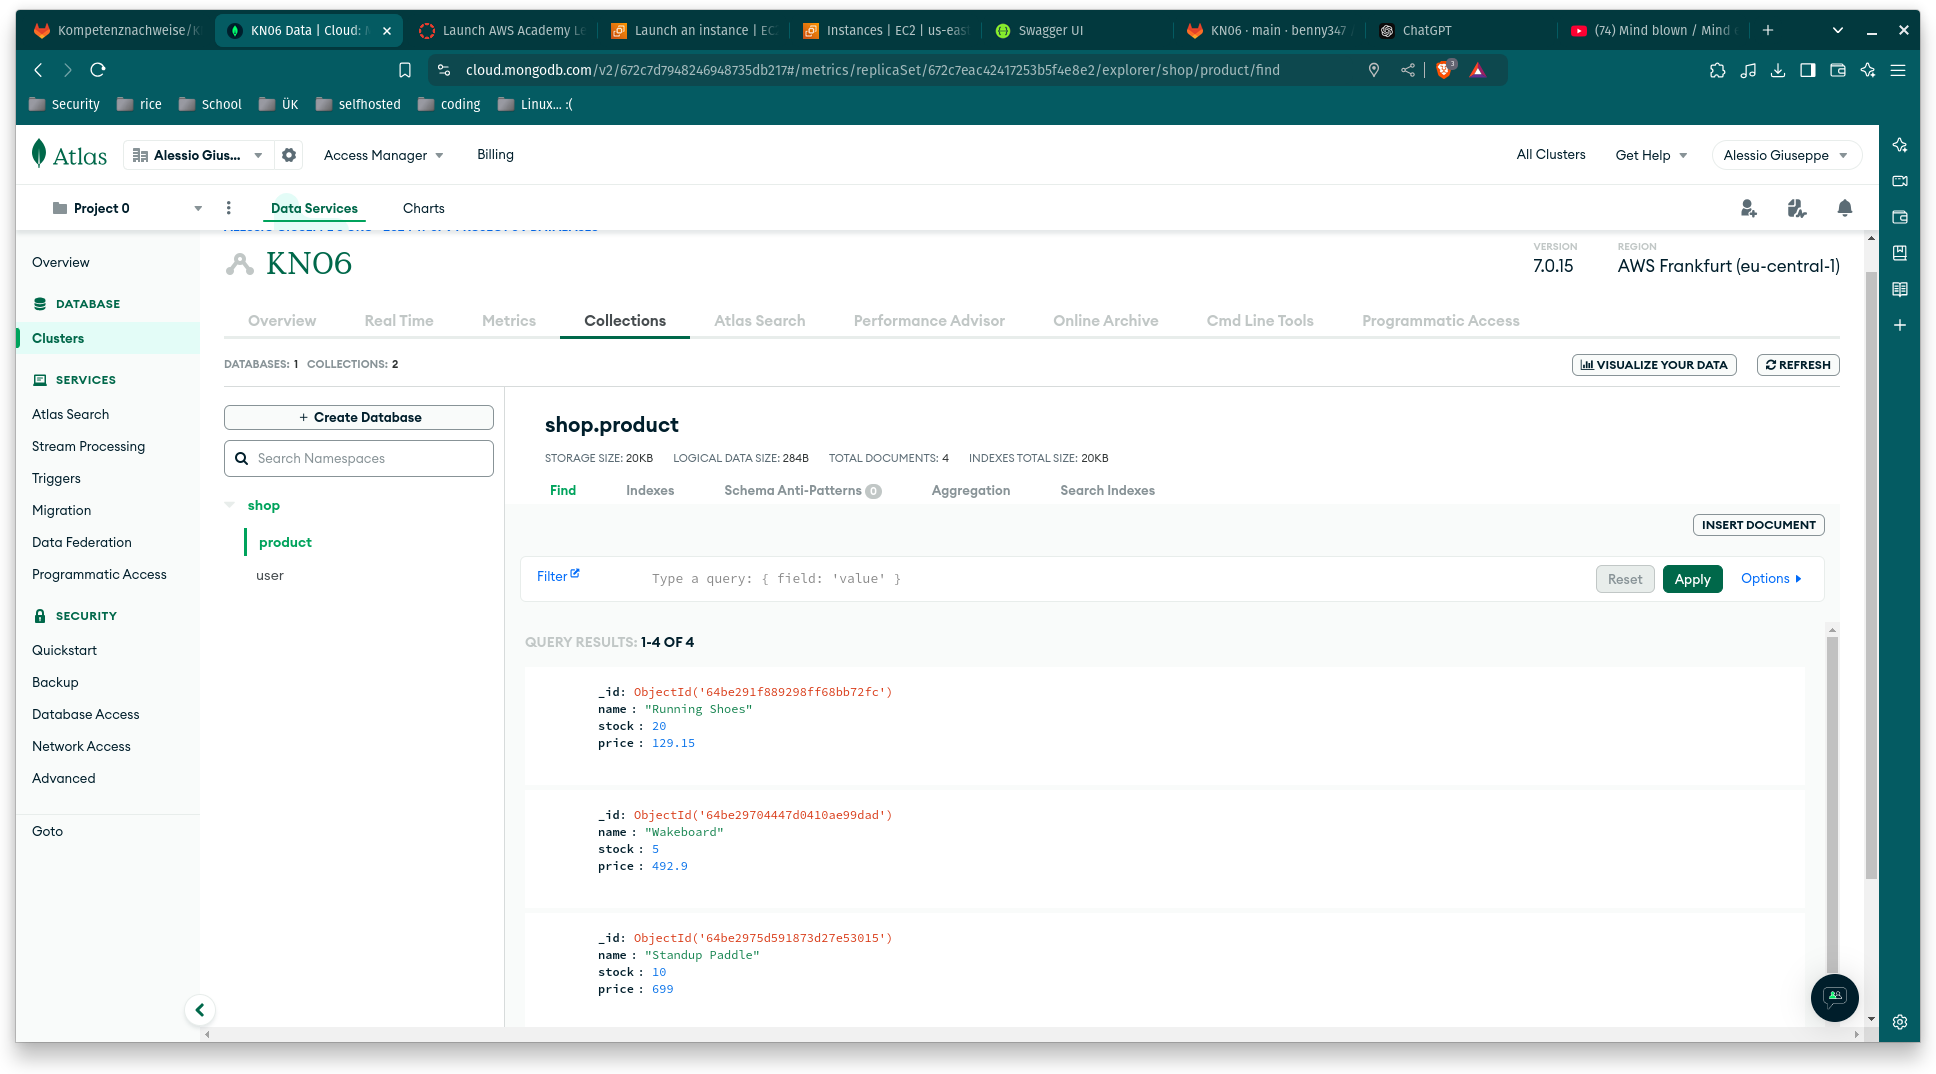 Kompetenznachweise/K
KN06 Data | Cloud: M
Launch AWS Academy Le
Launch an instance | EC
Instances | EC2 | us-east
Swagger UI
KN06 · main · benny347
ChatGPT
(74) Mind blown / Mind
cloud.mongodb.com/v2/672c7d7948246948735db217#/metrics/replicaSet/672c7eac42417253b5f4e8e2/explorer/shop/product/find
3
Security
rice
School
ÜK
selfhosted
coding
Linux... :(
Atlas
Alessio Gius...
Access Manager
Billing
All Clusters
Get Help
Alessio Giuseppe
Project 0
Data Services
Charts
Overview
DATABASE
Clusters
SERVICES
Atlas Search
Stream Processing
Triggers
Migration
Data Federation
Programmatic Access
SECURITY
Quickstart
Backup
Database Access
Network Access
Advanced
Goto
KN06
VERSION
7.0.15
REGION
AWS Frankfurt (eu-central-1)
Overview
Real Time
Metrics
Collections
Atlas Search
Performance Advisor
Online Archive
Cmd Line Tools
Programmatic Access
DATABASES: 1 COLLECTIONS: 2
VISUALIZE YOUR DATA
REFRESH
+ Create Database
Search Namespaces
shop
product
user
shop.product
STORAGE SIZE: 20KB
LOGICAL DATA SIZE: 284B
TOTAL DOCUMENTS: 4
INDEXES TOTAL SIZE: 20KB
Find
Indexes
Schema Anti-Patterns 0
Aggregation
Search Indexes
INSERT DOCUMENT
Filter
Type a query: { field: 'value' }
Reset
Apply
Options
QUERY RESULTS: 1-4 OF 4
_id: ObjectId('64be291f889298ff68bb72fc')
name : "Running Shoes"
stock : 20
price : 129.15
_id: ObjectId('64be29704447d0410ae99dad')
name : "Wakeboard"
stock : 5
price : 492.9
_id: ObjectId('64be2975d591873d27e53015')
name : "Standup Paddle"
stock : 10
price : 699